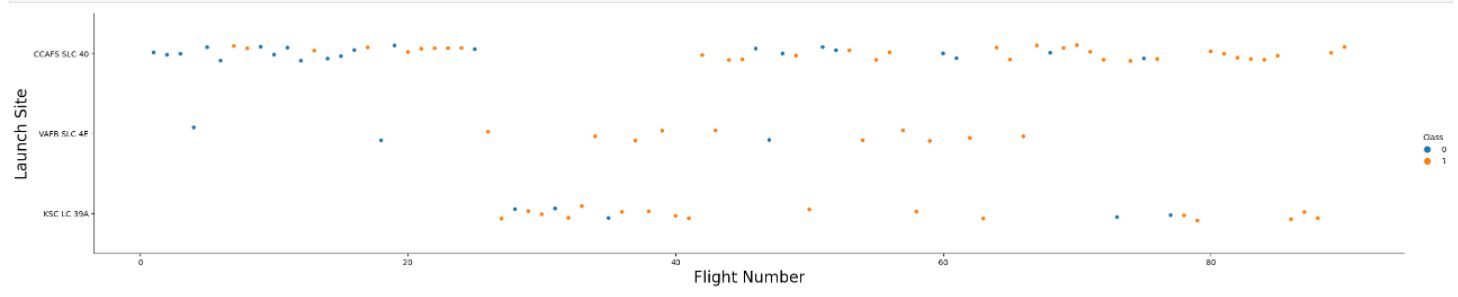 CCAFS SLC 40
VAFB SLC 4E
KSC LC 39A
Launch Site
Class
0
1
0
20
40
60
80
Flight Number